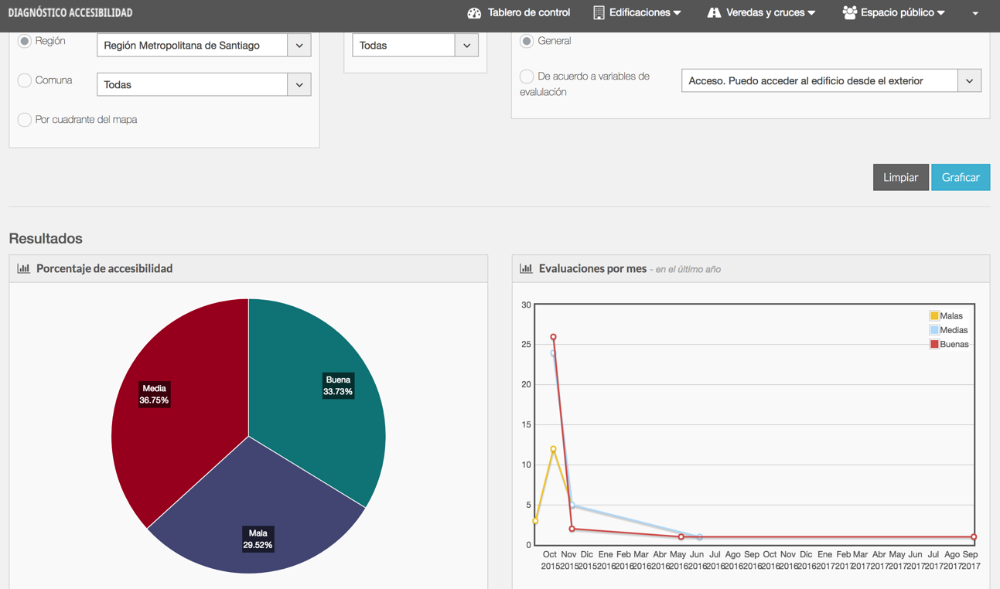 DIAGNÓSTICO ACCESIBILIDAD
Tablero de control
Edificaciones
Veredas y cruces
Espacio público
Región
Región Metropolitana de Santiago
Todas
General
Comuna
Todas
De acuerdo a variables de
evalulación
Acceso. Puedo acceder al edificio desde el exterior
Por cuadrante del mapa
Limpiar
Graficar
Resultados
Porcentaje de accesibilidad
Buena
33.73%
Media
36.75%
Mala
29.52%
Evaluaciones por mes - en el último año
30
25
20
15
10
5
0
Malas
Medias
Buenas
Oct Nov Dic Ene Feb Mar Abr May Jun Jul Ago Sep Oct Nov Dic Ene Feb Mar Abr May Jun Jul Ago Sep
2015 2015 2015 2016 2016 2016 2016 2016 2016 2016 2016 2016 2016 2016 2016 2017 2017 2017 2017 2017 2017 2017 2017 2017